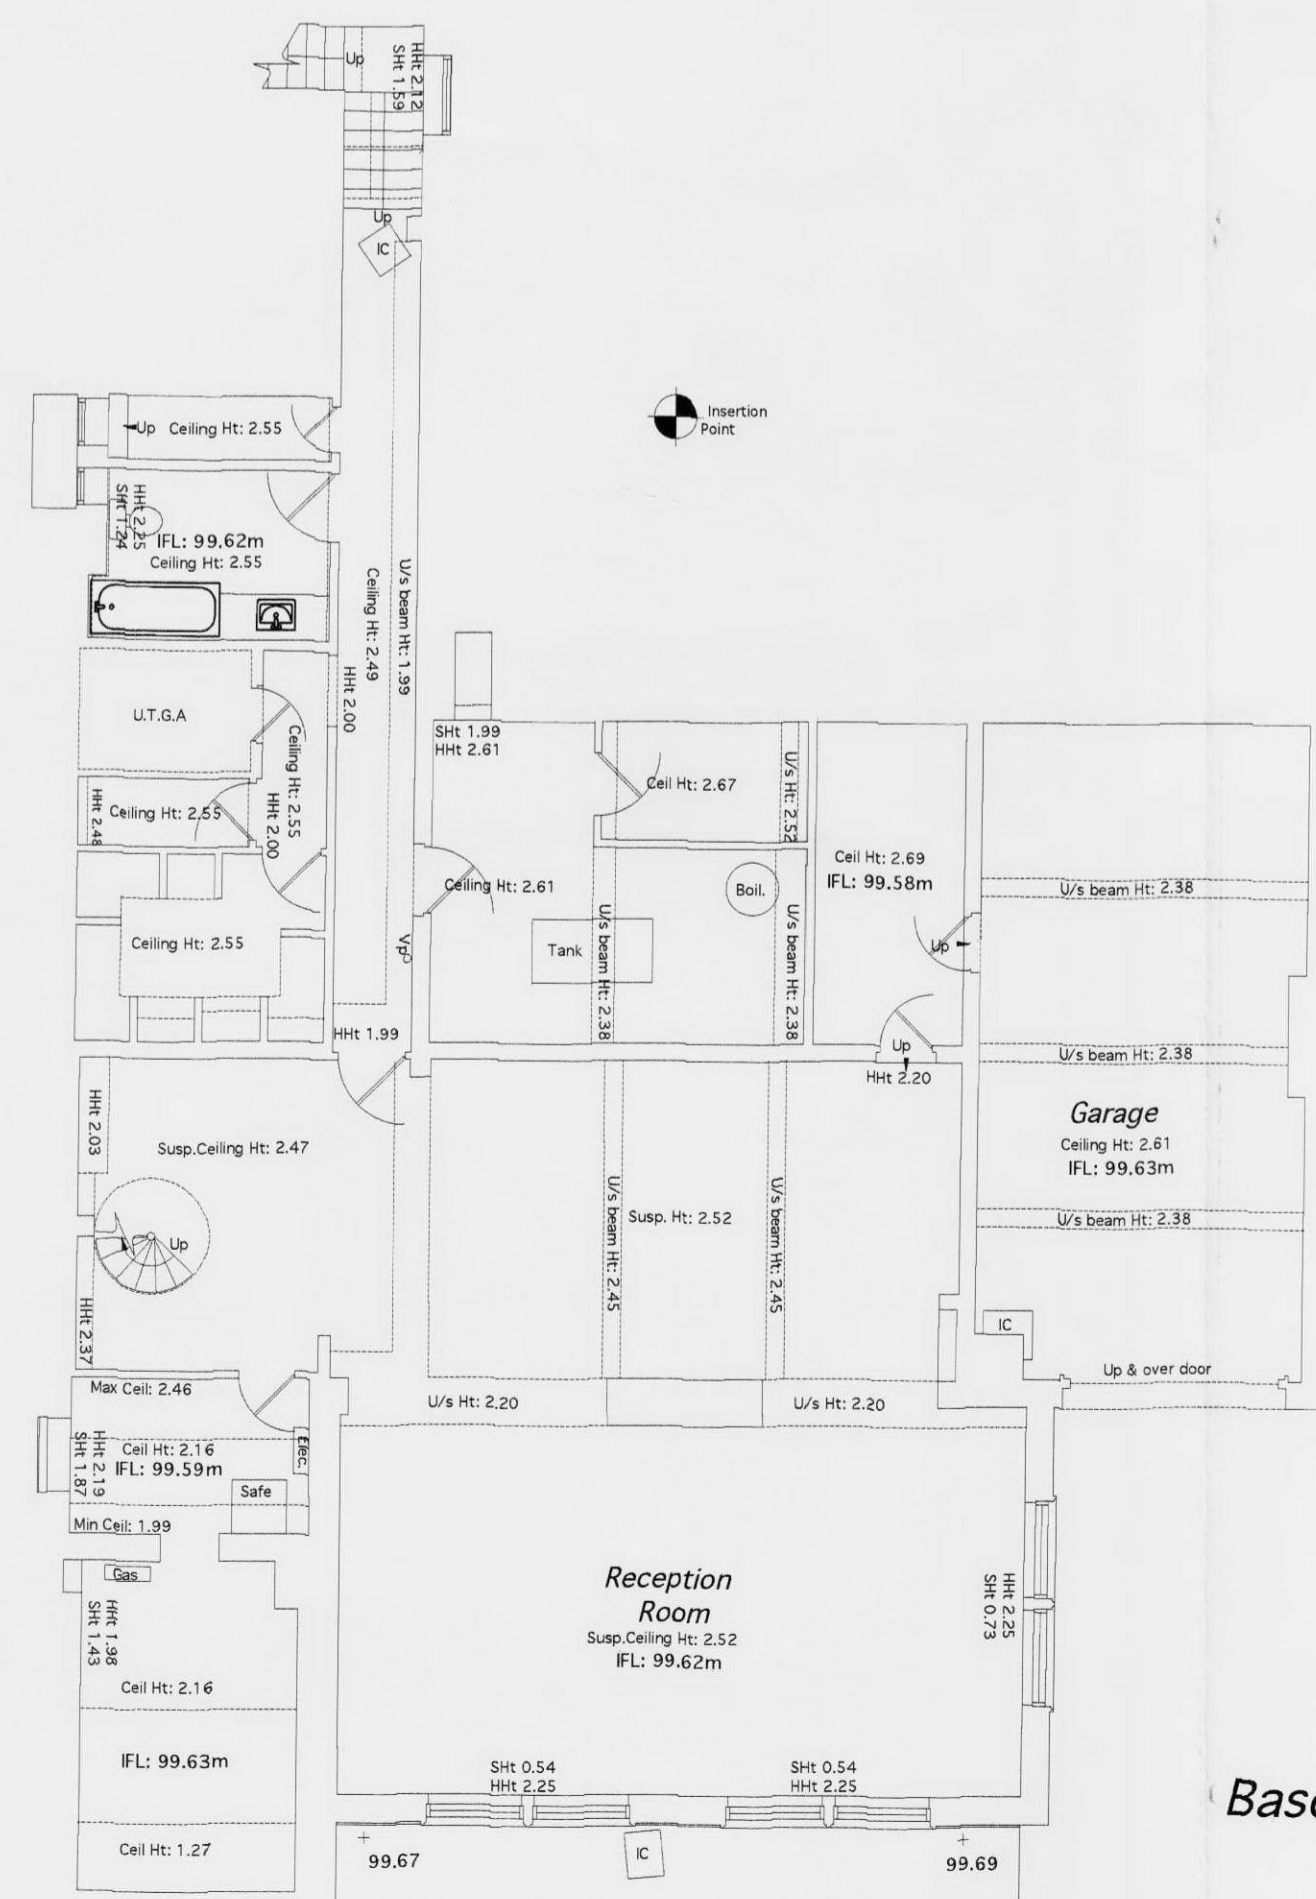 Up
HHt 2.12
SHt 1.59
Up
IC
Insertion
Point
Up
Ceiling Ht: 2.55
HHt 2.25
SHt 1.24
IFL: 99.62m
Ceiling Ht: 2.55
U/s beam Ht: 1.99
Ceiling Ht: 2.49
HHt 2.00
U.T.G.A
Ceiling Ht: 2.55
HHt 2.00
HHt 2.48
Ceiling Ht: 2.55
SHt 1.99
HHt 2.61
Ceil Ht: 2.67
U/s Ht: 2.52
Ceil Ht: 2.69
IFL: 99.58m
Ceiling Ht: 2.61
Boil.
U/s beam Ht: 2.38
Ceiling Ht: 2.55
Vp
Tank
U/s beam Ht: 2.38
U/s beam Ht: 2.38
Up
HHt 1.99
Up
HHt 2.20
U/s beam Ht: 2.38
HHt 2.03
Susp.Ceiling Ht: 2.47
Garage
Ceiling Ht: 2.61
IFL: 99.63m
U/s beam Ht: 2.45
Susp. Ht: 2.52
U/s beam Ht: 2.45
U/s beam Ht: 2.38
Up
HHt 2.37
IC
Up & over door
Max Ceil: 2.46
U/s Ht: 2.20
U/s Ht: 2.20
HHt 2.19
SHt 1.87
Ceil Ht: 2.16
IFL: 99.59m
Elec.
Safe
Min Ceil: 1.99
Gas
HHt 1.98
SHt 1.43
Reception
Room
Susp.Ceiling Ht: 2.52
IFL: 99.62m
HHt 2.25
SHt 0.73
Ceil Ht: 2.16
IFL: 99.63m
SHt 0.54
HHt 2.25
SHt 0.54
HHt 2.25
Base
Ceil Ht: 1.27
99.67
IC
99.69